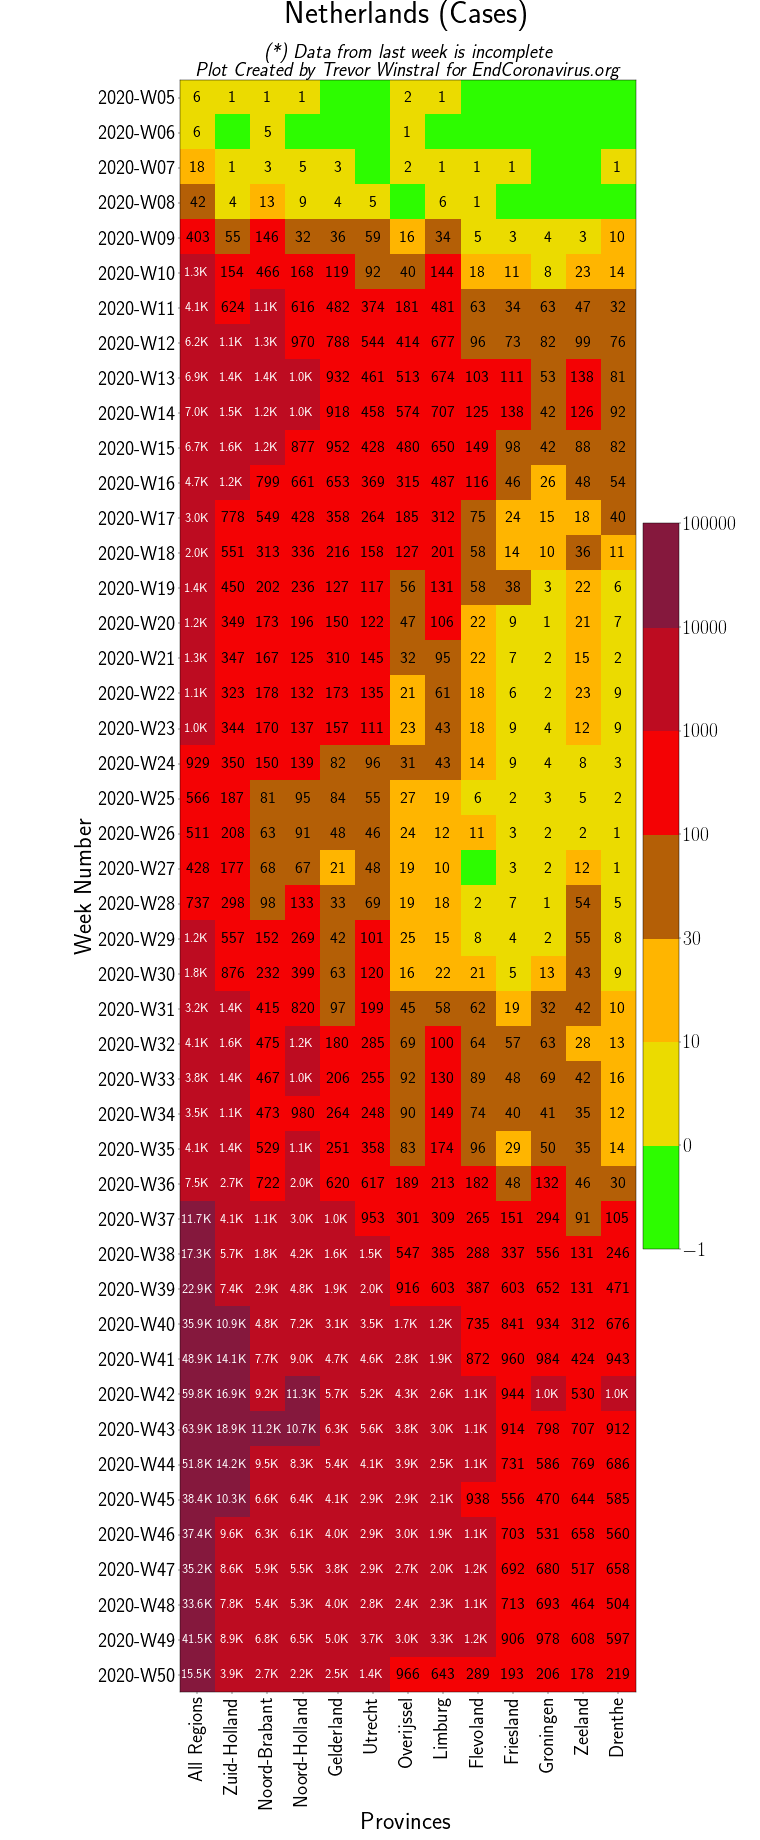 Netherlands (Cases)
(*) Data from last week is incomplete
Plot Created by Trevor Winstral for EndCoronavirus.org
2020-W05 6 1 1 1 2 1
2020-W06 6 5 1
2020-W07 18 1 3 5 3 2 1 1 1 1
2020-W08 42 4 13 9 4 5 6 1
2020-W09 403 55 146 32 36 59 16 34 5 3 4 3 10
2020-W10 1.3K 154 466 168 119 92 40 144 18 11 8 23 14
2020-W11 4.1K 624 1.1K 616 482 374 181 481 63 34 63 47 32
2020-W12 6.2K 1.1K 1.3K 970 788 544 414 677 96 73 82 99 76
2020-W13 6.9K 1.4K 1.4K 1.0K 932 461 513 674 103 111 53 138 81
2020-W14 7.0K 1.5K 1.2K 1.0K 918 458 574 707 125 138 42 126 92
2020-W15 6.7K 1.6K 1.2K 877 952 428 480 650 149 98 42 88 82
2020-W16 4.7K 1.2K 799 661 653 369 315 487 116 46 26 48 54
2020-W17 3.0K 778 549 428 358 264 185 312 75 24 15 18 40
2020-W18 2.0K 551 313 336 216 158 127 201 58 14 10 36 11
2020-W19 1.4K 450 202 236 127 117 56 131 58 38 3 22 6
2020-W20 1.2K 349 173 196 150 122 47 106 22 9 1 21 7
2020-W21 1.3K 347 167 125 310 145 32 95 22 7 2 15 2
2020-W22 1.1K 323 178 132 173 135 21 61 18 6 2 23 9
2020-W23 1.0K 344 170 137 157 111 23 43 18 9 4 12 9
2020-W24 929 350 150 139 82 96 31 43 14 9 4 8 3
2020-W25 566 187 81 95 84 55 27 19 6 2 3 5 2
2020-W26 511 208 63 91 48 46 24 12 11 3 2 2 1
2020-W27 428 177 68 67 21 48 19 10 3 2 12 1
2020-W28 737 298 98 133 33 69 19 18 2 7 1 54 5
2020-W29 1.2K 557 152 269 42 101 25 15 8 4 2 55 8
2020-W30 1.8K 876 232 399 63 120 16 22 21 5 13 43 9
2020-W31 3.2K 1.4K 415 820 97 199 45 58 62 19 32 42 10
2020-W32 4.1K 1.6K 475 1.2K 180 285 69 100 64 57 63 28 13
2020-W33 3.8K 1.4K 467 1.0K 206 255 92 130 89 48 69 42 16
2020-W34 3.5K 1.1K 473 980 264 248 90 149 74 40 41 35 12
2020-W35 4.1K 1.4K 529 1.1K 251 358 83 174 96 29 50 35 14
2020-W36 7.5K 2.7K 722 2.0K 620 617 189 213 182 48 132 46 30
2020-W37 11.7K 4.1K 1.1K 3.0K 1.0K 953 301 309 265 151 294 91 105
2020-W38 17.3K 5.7K 1.8K 4.2K 1.6K 1.5K 547 385 288 337 556 131 246
2020-W39 22.9K 7.4K 2.9K 4.8K 1.9K 2.0K 916 603 387 603 652 131 471
2020-W40 35.9K 10.9K 4.8K 7.2K 3.1K 3.5K 1.7K 1.2K 735 841 934 312 676
2020-W41 48.9K 14.1K 7.7K 9.0K 4.7K 4.6K 2.8K 1.9K 872 960 984 424 943
2020-W42 59.8K 16.9K 9.2K 11.3K 5.7K 5.2K 4.3K 2.6K 1.1K 944 1.0K 530 1.0K
2020-W43 63.9K 18.9K 11.2K 10.7K 6.3K 5.6K 3.8K 3.0K 1.1K 914 798 707 912
2020-W44 51.8K 14.2K 9.5K 8.3K 5.4K 4.1K 3.9K 2.5K 1.1K 731 586 769 686
2020-W45 38.4K 10.3K 6.6K 6.4K 4.1K 2.9K 2.9K 2.1K 938 556 470 644 585
2020-W46 37.4K 9.6K 6.3K 6.1K 4.0K 2.9K 3.0K 1.9K 1.1K 703 531 658 560
2020-W47 35.2K 8.6K 5.9K 5.5K 3.8K 2.9K 2.7K 2.0K 1.2K 692 680 517 658
2020-W48 33.6K 7.8K 5.4K 5.3K 4.0K 2.8K 2.4K 2.3K 1.1K 713 693 464 504
2020-W49 41.5K 8.9K 6.8K 6.5K 5.0K 3.7K 3.0K 3.3K 1.2K 906 978 608 597
2020-W50 15.5K 3.9K 2.7K 2.2K 2.5K 1.4K 966 643 289 193 206 178 219
Week Number
All Regions
Zuid-Holland
Noord-Brabant
Noord-Holland
Gelderland
Utrecht
Overijssel
Limburg
Flevoland
Friesland
Groningen
Zeeland
Drenthe
Provinces
100000
10000
1000
100
30
10
0
−1